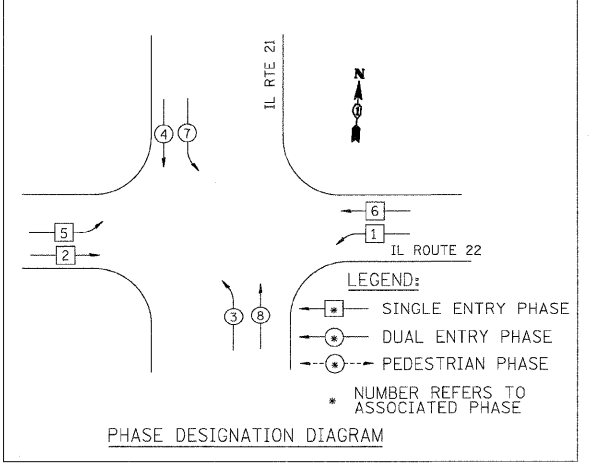 IL RTE 21
N
1
4
7
6
5
1
2
IL ROUTE 22
LEGEND:
3
8
* SINGLE ENTRY PHASE
* DUAL ENTRY PHASE
* PEDESTRIAN PHASE
* NUMBER REFERS TO
ASSOCIATED PHASE
PHASE DESIGNATION DIAGRAM